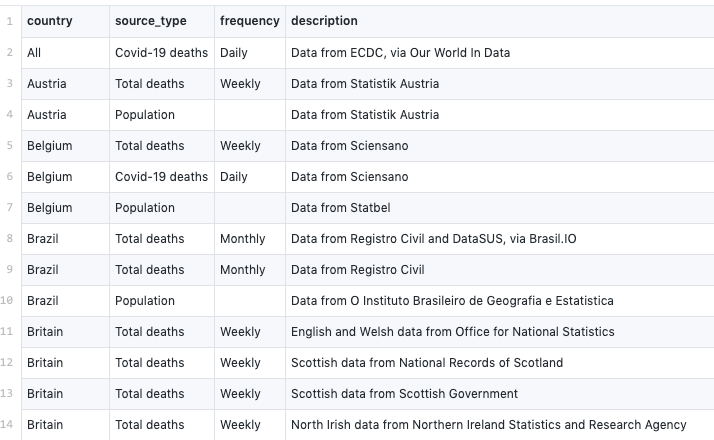 1 country source_type frequency description
2 All Covid-19 deaths Daily Data from ECDC, via Our World In Data
3 Austria Total deaths Weekly Data from Statistik Austria
4 Austria Population Data from Statistik Austria
5 Belgium Total deaths Weekly Data from Sciensano
6 Belgium Covid-19 deaths Daily Data from Sciensano
7 Belgium Population Data from Statbel
8 Brazil Total deaths Monthly Data from Registro Civil and DataSUS, via Brasil.IO
9 Brazil Total deaths Monthly Data from Registro Civil
10 Brazil Population Data from O Instituto Brasileiro de Geografia e Estatistica
11 Britain Total deaths Weekly English and Welsh data from Office for National Statistics
12 Britain Total deaths Weekly Scottish data from National Records of Scotland
13 Britain Total deaths Weekly Scottish data from Scottish Government
14 Britain Total deaths Weekly North Irish data from Northern Ireland Statistics and Research Agency